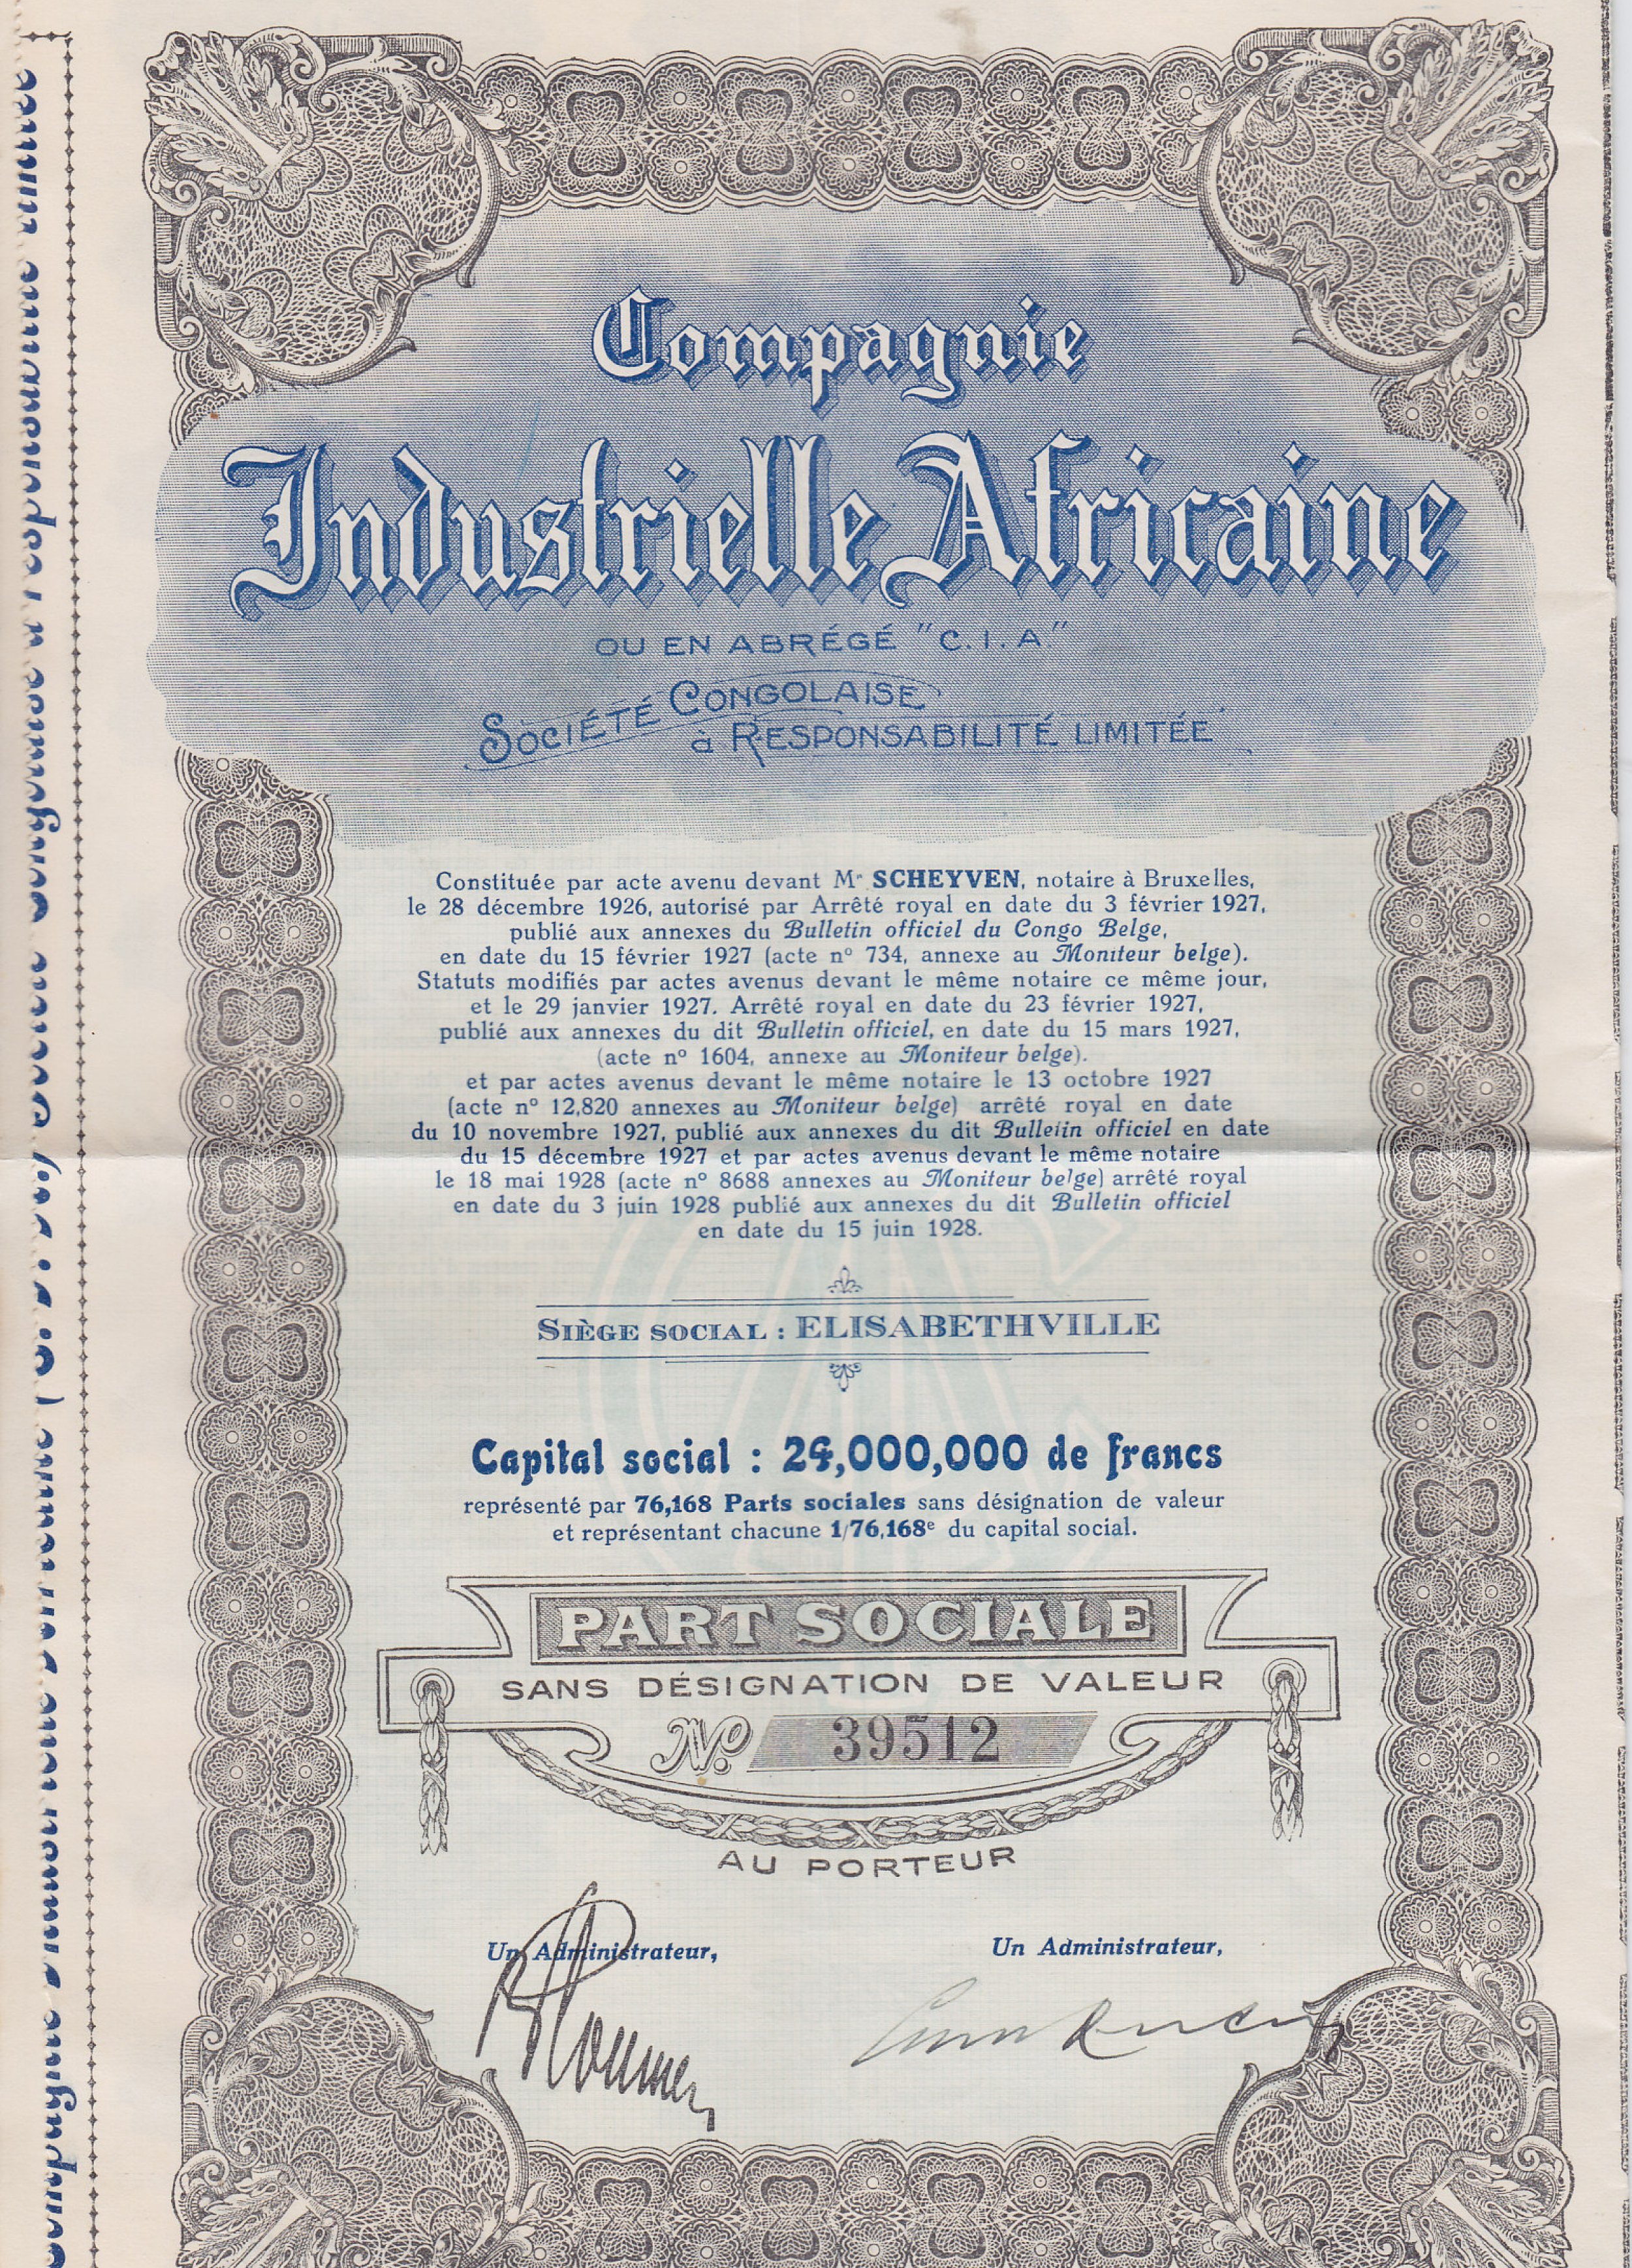 Compagnie
Industrielle Africaine
OU EN ABRÉGÉ "C. I. A."
SOCIÉTÉ CONGOLAISE
à RESPONSABILITÉ LIMITÉE
Constituée par acte avenu devant Mᵉ SCHEYVEN, notaire à Bruxelles,
le 28 décembre 1926, autorisé par Arrêté royal en date du 3 février 1927,
publié aux annexes du Bulletin officiel du Congo Belge,
en date du 15 février 1927 (acte nº 734, annexe au Moniteur belge).
Statuts modifiés par actes avenus devant le même notaire ce même jour,
et le 29 janvier 1927. Arrêté royal en date du 23 février 1927,
publié aux annexes du dit Bulletin officiel, en date du 15 mars 1927,
(acte nº 1604, annexe au Moniteur belge).
et par actes avenus devant le même notaire le 13 octobre 1927
(acte nº 12,820 annexes au Moniteur belge) arrêté royal en date
du 10 novembre 1927, publié aux annexes du dit Bulletin officiel en date
du 15 décembre 1927 et par actes avenus devant le même notaire
le 18 mai 1928 (acte nº 8688 annexes au Moniteur belge) arrêté royal
en date du 3 juin 1928 publié aux annexes du dit Bulletin officiel
en date du 15 juin 1928.
SIÈGE SOCIAL : ELISABETHVILLE
Capital social : 24,000,000 de francs
représenté par 76,168 Parts sociales sans désignation de valeur
et représentant chacune 1/76,168ᵉ du capital social.
PART SOCIALE
SANS DÉSIGNATION DE VALEUR
Nº. 39512
AU PORTEUR
Un Administrateur,
Un Administrateur,